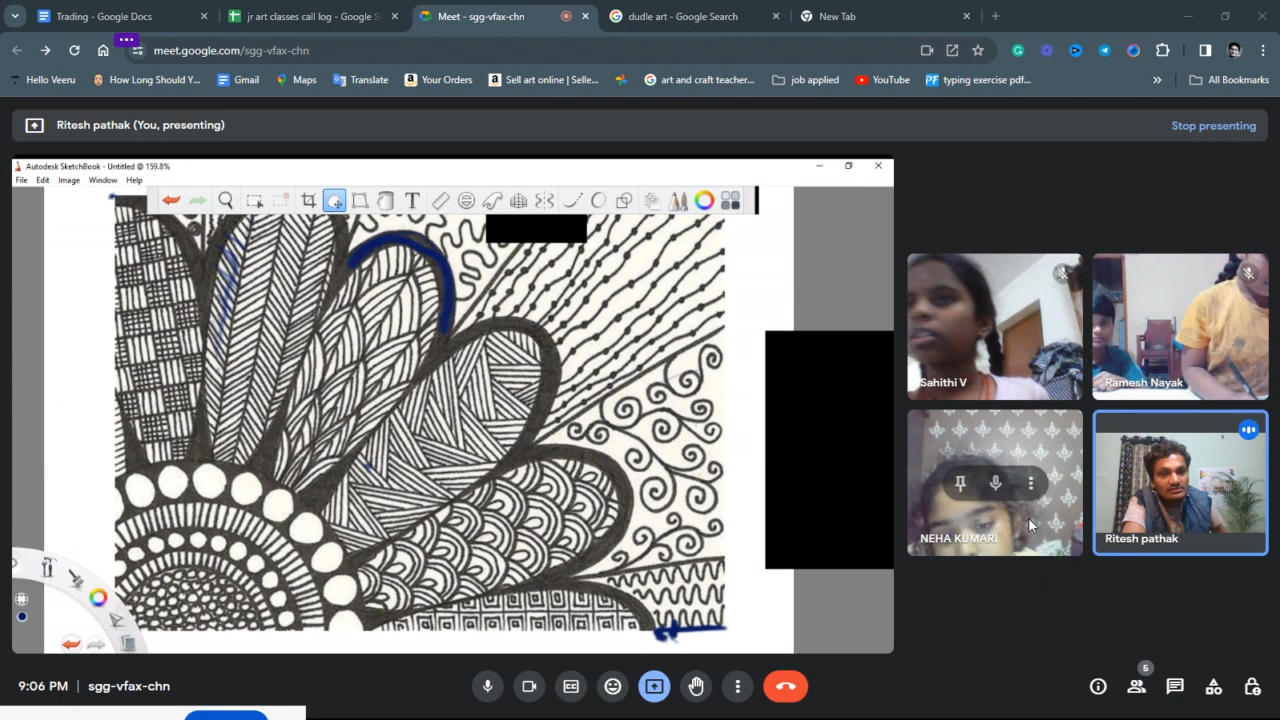 Trading - Google Docs
jr art classes call log - Google S
Meet - sgg-vfax-chn
dudle art - Google Search
New Tab
meet.google.com/sgg-vfax-chn
Hello Veeru
How Long Should Y...
Gmail
Maps
Translate
Your Orders
Sell art online | Selle...
art and craft teacher...
job applied
YouTube
typing exercise pdf...
All Bookmarks
Ritesh pathak (You, presenting)
Stop presenting
Autodesk SketchBook - Untitled @ 159.8%
File Edit Image Window Help
Sahithi V
Ramesh Nayak
NEHA KUMARI
Ritesh pathak
5
9:06 PM | sgg-vfax-chn